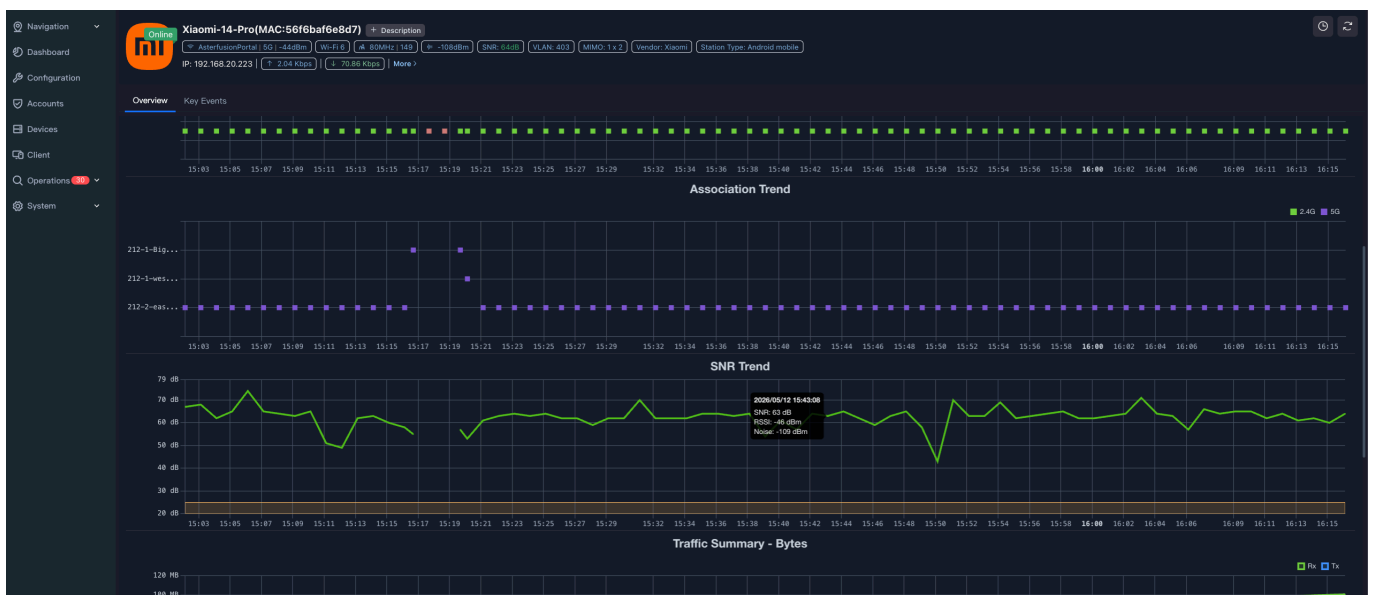 Navigation
Dashboard
Configuration
Accounts
Devices
Client
Operations 30
System
Online
Xiaomi-14-Pro(MAC:56f6baf6e8d7) + Description
AsterfusionPortal | 5G | -44dBm Wi-Fi 6 80MHz | 149 -108dBm SNR: 64dB VLAN: 403 MIMO: 1 x 2 Vendor: Xiaomi Station Type: Android mobile
IP: 192.168.20.223 | ↑ 2.04 Kbps | ↓ 70.86 Kbps | More >
Overview Key Events
15:03 15:05 15:07 15:09 15:11 15:13 15:15 15:17 15:19 15:21 15:23 15:25 15:27 15:29 15:32 15:34 15:36 15:38 15:40 15:42 15:44 15:46 15:48 15:50 15:52 15:54 15:56 15:58 16:00 16:02 16:04 16:06 16:09 16:11 16:13 16:15
Association Trend
2.4G 5G
212-1-Big...
212-1-wes...
212-2-eas...
15:03 15:05 15:07 15:09 15:11 15:13 15:15 15:17 15:19 15:21 15:23 15:25 15:27 15:29 15:32 15:34 15:36 15:38 15:40 15:42 15:44 15:46 15:48 15:50 15:52 15:54 15:56 15:58 16:00 16:02 16:04 16:06 16:09 16:11 16:13 16:15
SNR Trend
79 dB
70 dB
60 dB
50 dB
40 dB
30 dB
20 dB
2026/05/12 15:43:08
SNR: 63 dB
RSSI: -46 dBm
Noise: -109 dBm
15:03 15:05 15:07 15:09 15:11 15:13 15:15 15:17 15:19 15:21 15:23 15:25 15:27 15:29 15:32 15:34 15:36 15:38 15:40 15:42 15:44 15:46 15:48 15:50 15:52 15:54 15:56 15:58 16:00 16:02 16:04 16:06 16:09 16:11 16:13 16:15
Traffic Summary - Bytes
Rx Tx
120 MB
100 MB